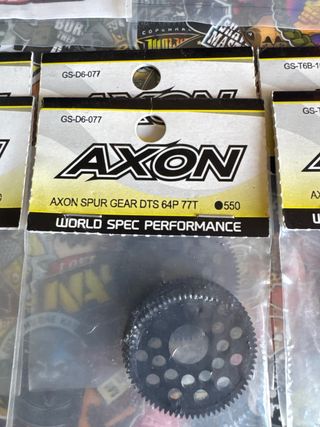 GS-D6-077
GS-T6B-1
AXON
GS-D6-077
AXON
AXON SPUR GEAR DTS 64P 77T ●550
WORLD SPEC PERFORMANCE